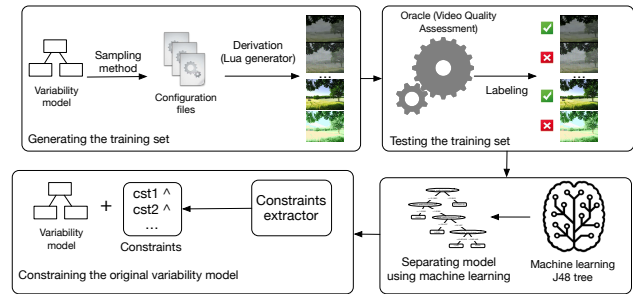 Variability
model
Sampling
method
Configuration
files
Derivation
(Lua generator)
...
Generating the training set
Oracle (Video Quality
Assessment)
Labeling
...
Testing the training set
Variability
model
+
cst1 ^
cst2 ^
...
Constraints
Constraints
extractor
Constraining the original variability model
Separating model
using machine learning
Machine learning
J48 tree